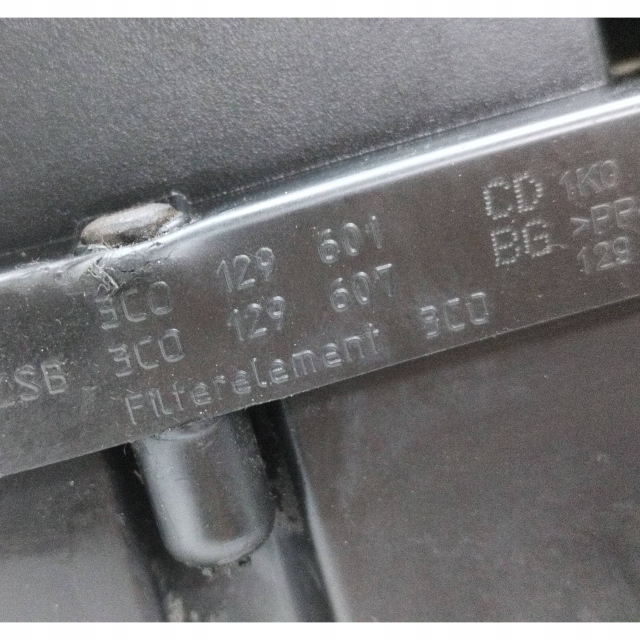 3C0 129 601
LSB 3C0 129 607
Filterelement 3C0
CD 1K0
BG >PP
129